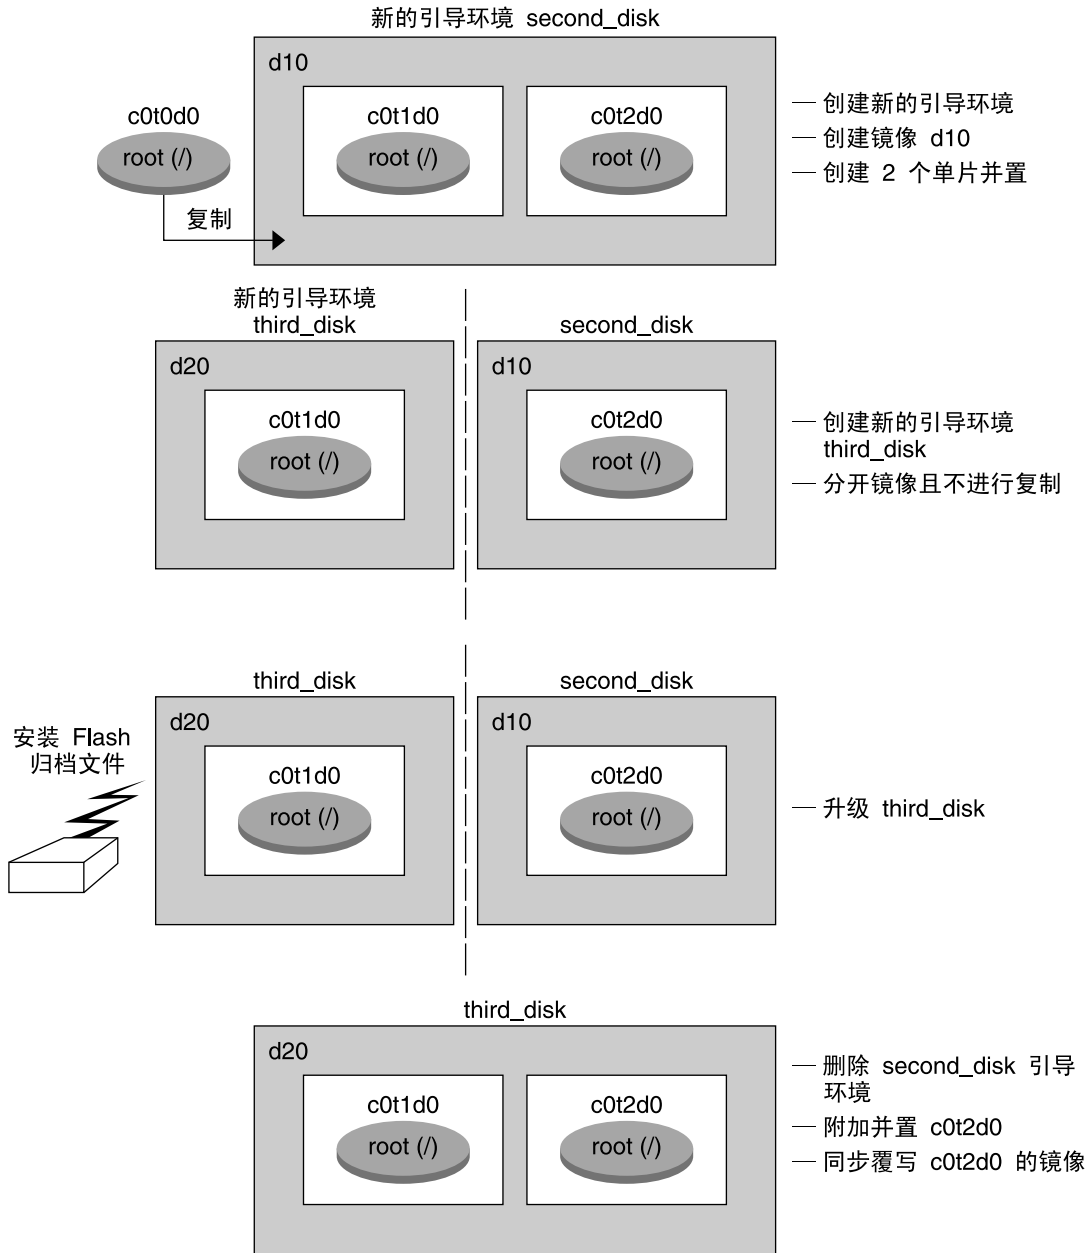 新的引导环境 second_disk
d10
c0t0d0
root (/)
复制
c0t1d0
root (/)
c0t2d0
root (/)
创建新的引导环境
创建镜像 d10
创建 2 个单片并置
新的引导环境
third_disk
d20
c0t1d0
root (/)
second_disk
d10
c0t2d0
root (/)
创建新的引导环境
third_disk
分开镜像且不进行复制
安装 Flash
归档文件
third_disk
d20
c0t1d0
root (/)
second_disk
d10
c0t2d0
root (/)
升级 third_disk
third_disk
d20
c0t1d0
root (/)
c0t2d0
root (/)
删除 second_disk 引导
环境
附加并置 c0t2d0
同步覆写 c0t2d0 的镜像